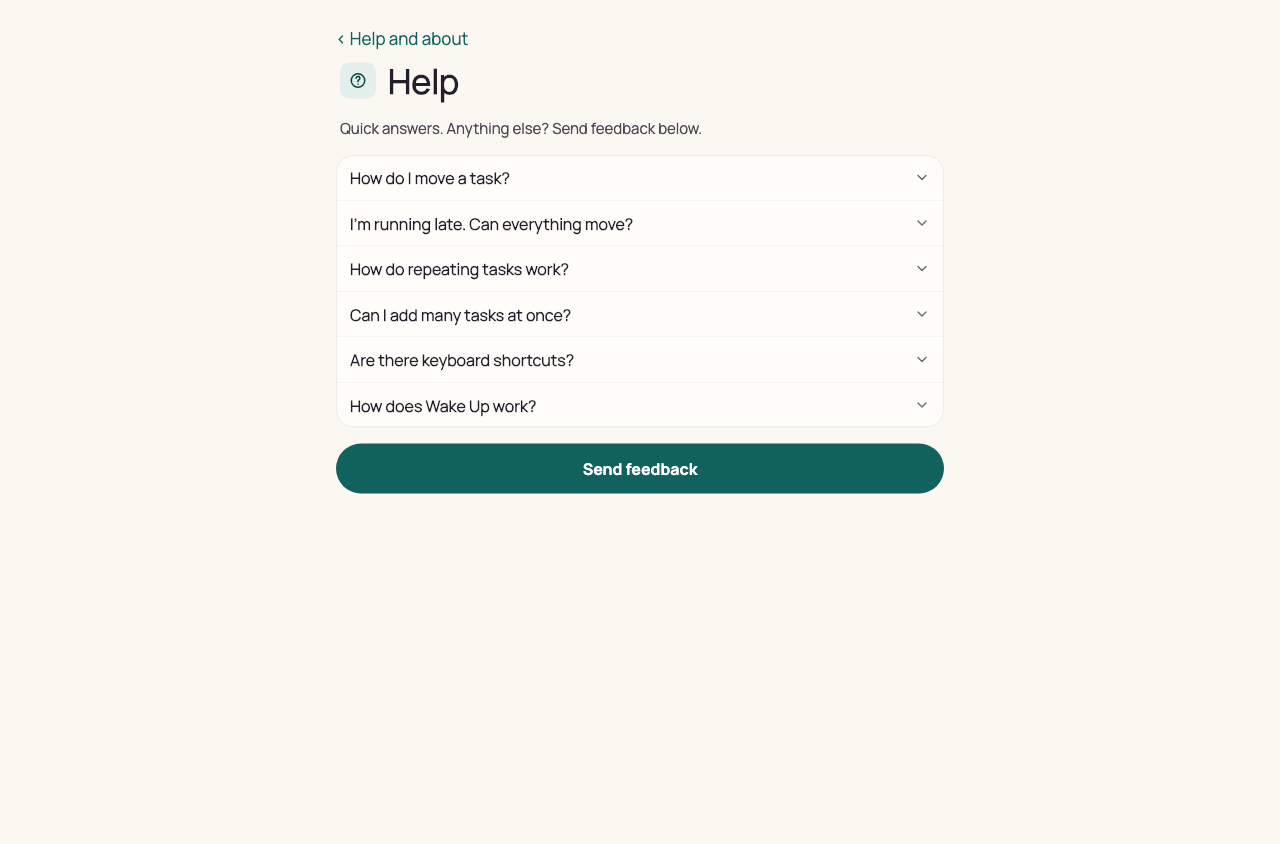 Help and about
Help
Quick answers. Anything else? Send feedback below.
How do I move a task?
I'm running late. Can everything move?
How do repeating tasks work?
Can I add many tasks at once?
Are there keyboard shortcuts?
How does Wake Up work?
Send feedback